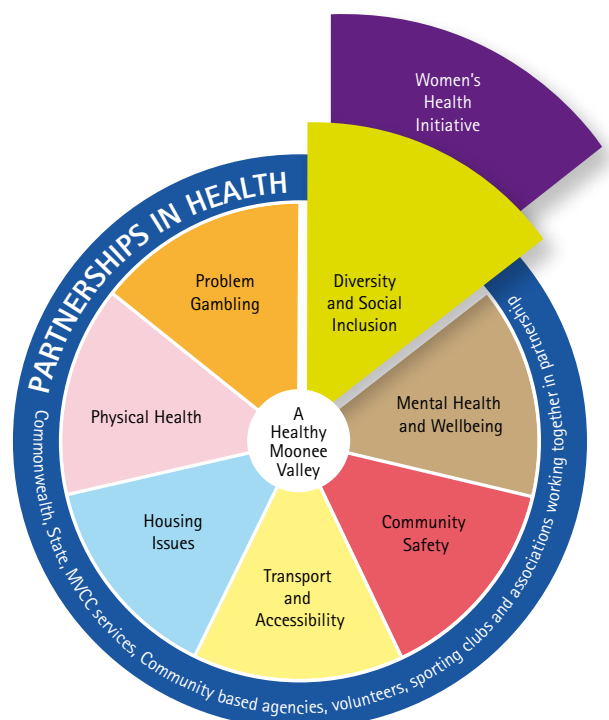 Women's
Health
Initiative
PARTNERSHIPS IN HEALTH
Problem
Gambling
Diversity
and Social
Inclusion
Physical Health
A
Healthy
Moonee
Valley
Mental Health
and Wellbeing
Housing
Issues
Community
Safety
Transport
and
Accessibility
Commonwealth, State, MVCC services, Community based agencies, volunteers, sporting clubs and associations working together in partnership